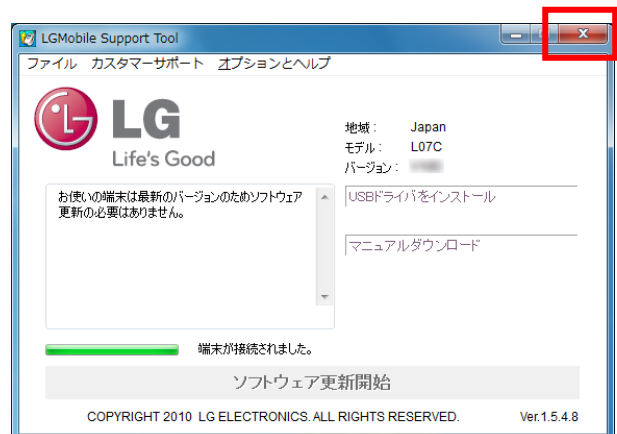 LGMobile Support Tool
ファイル カスタマーサポート オプションとヘルプ
LG
Life's Good
地域： Japan
モデル： L07C
バージョン：
お使いの端末は最新のバージョンのためソフトウェア
更新の必要はありません。
USBドライバをインストール
マニュアルダウンロード
端末が接続されました。
ソフトウェア更新開始
COPYRIGHT 2010 LG ELECTRONICS. ALL RIGHTS RESERVED. Ver.1.5.4.8